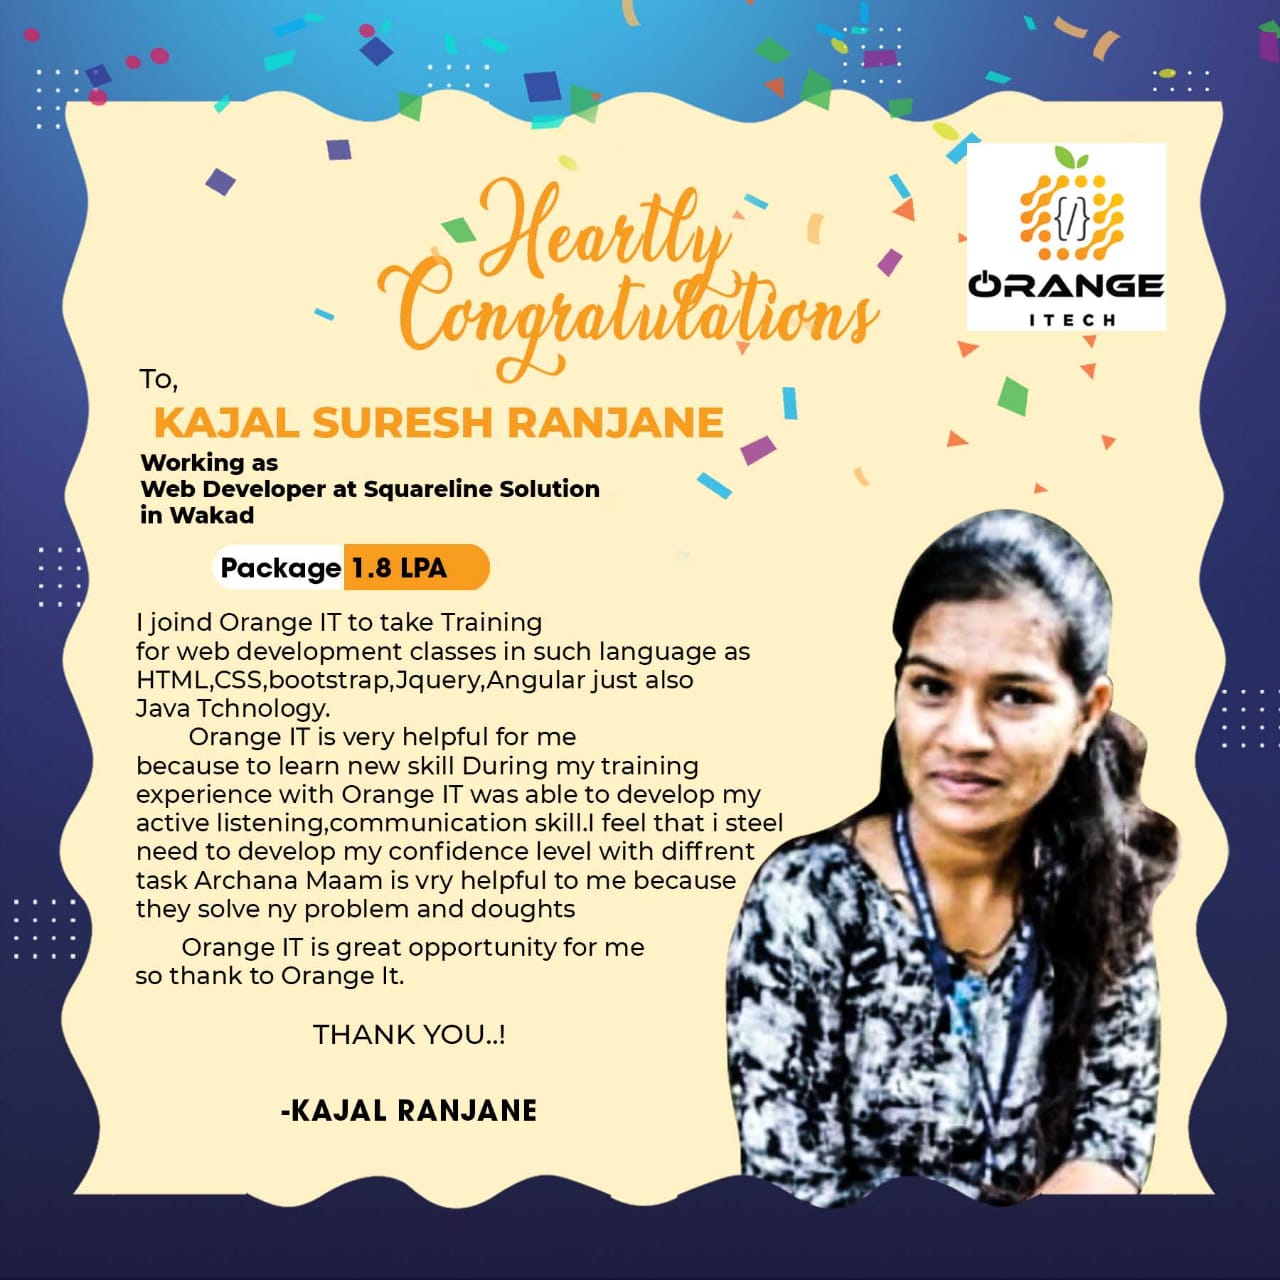 Heartly
Congratulations
{/}
ORANGE
ITECH
To,
KAJAL SURESH RANJANE
Working as
Web Developer at Squareline Solution
in Wakad
Package 1.8 LPA
I joind Orange IT to take Training
for web development classes in such language as
HTML,CSS,bootstrap,Jquery,Angular just also
Java Tchnology.
Orange IT is very helpful for me
because to learn new skill During my training
experience with Orange IT was able to develop my
active listening,communication skill.I feel that i steel
need to develop my confidence level with diffrent
task Archana Maam is vry helpful to me because
they solve ny problem and doughts
Orange IT is great opportunity for me
so thank to Orange It.
THANK YOU..!
-KAJAL RANJANE